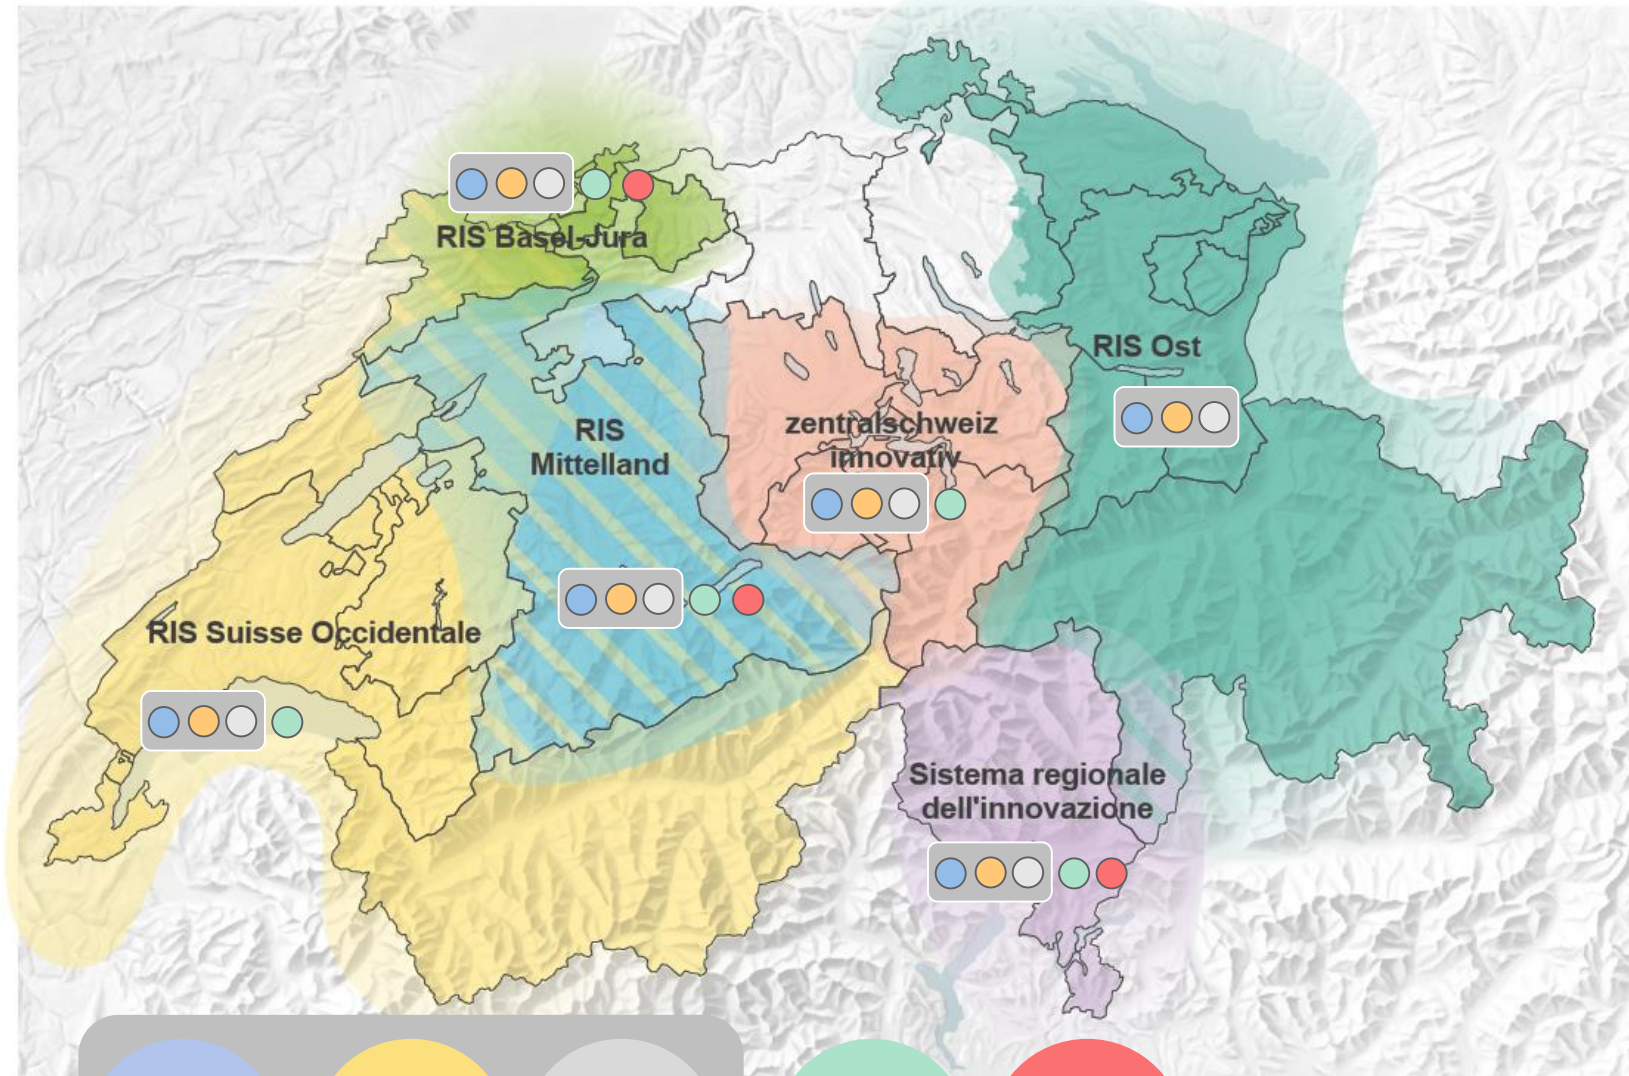 RIS Basel-Jura
RIS Ost
RIS
Mittelland
zentralschweiz
innovativ
RIS Suisse Occidentale
Sistema regionale
dell'innovazione